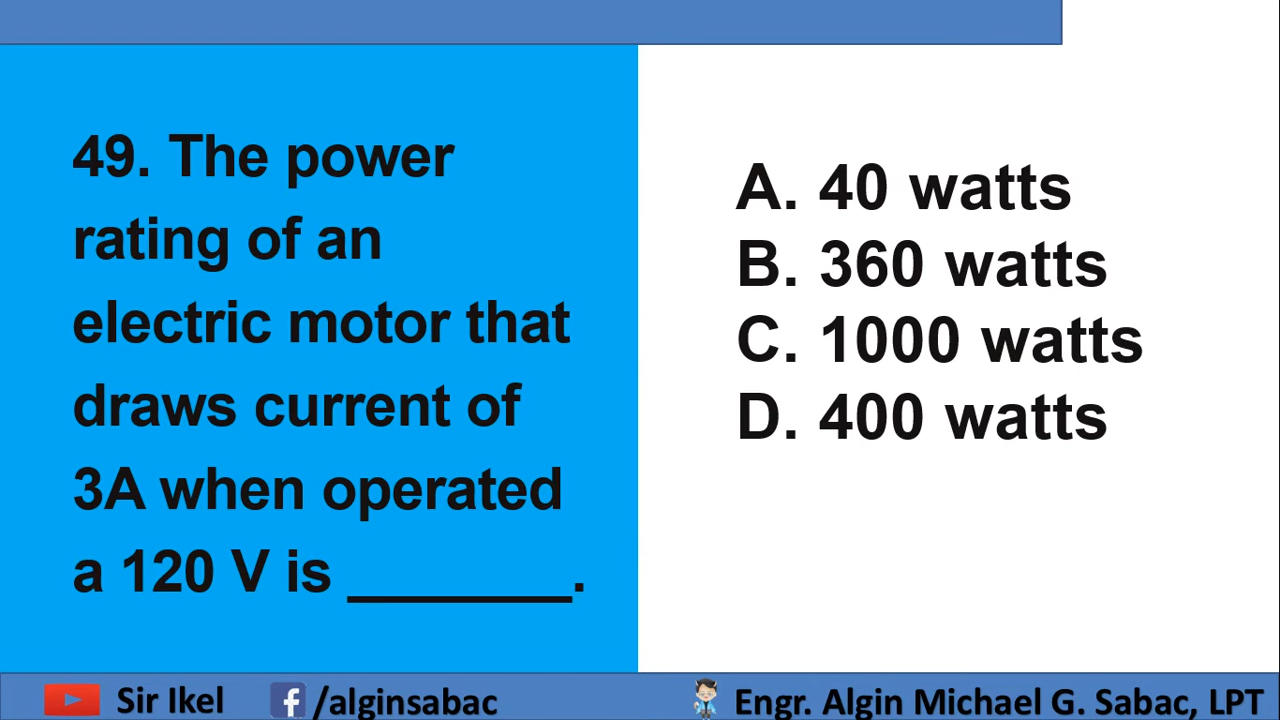 49. The power
rating of an
electric motor that
draws current of
3A when operated
a 120 V is _______.
A. 40 watts
B. 360 watts
C. 1000 watts
D. 400 watts
Sir Ikel
/alginsabac
Engr. Algin Michael G. Sabac, LPT